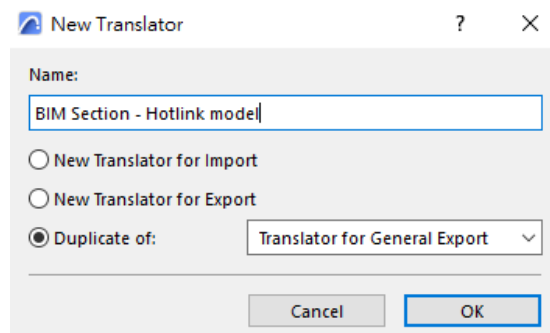 New Translator ?
Name:
BIM Section - Hotlink model
New Translator for Import
New Translator for Export
Duplicate of: Translator for General Export
Cancel OK